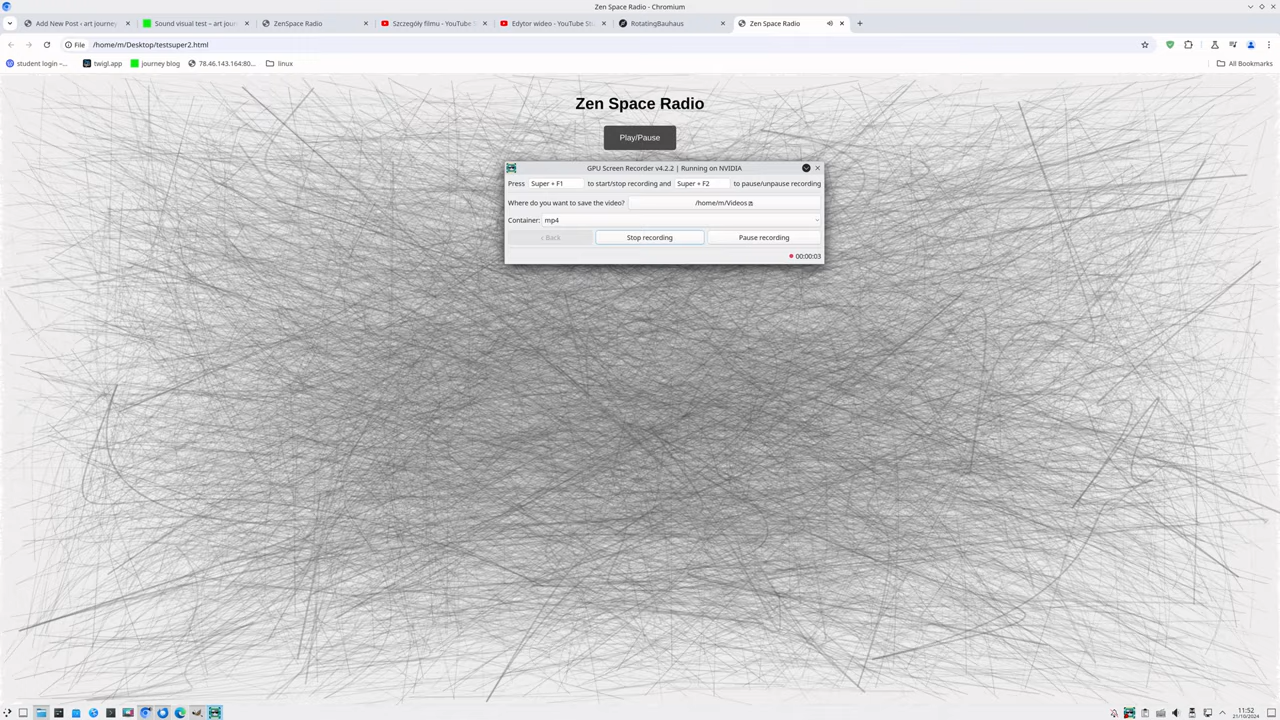 Zen Space Radio - Chromium
Add New Post ‹ art journey
Sound visual test – art jour
ZenSpace Radio
Szczegóły filmu - YouTube S
Edytor wideo - YouTube Stu
RotatingBauhaus
Zen Space Radio
File
/home/m/Desktop/testsuper2.html
student login –...
twigl.app
journey blog
78.46.143.164:80...
linux
All Bookmarks
Zen Space Radio
Play/Pause
GPU Screen Recorder v4.2.2 | Running on NVIDIA
Press Super + F1 to start/stop recording and Super + F2 to pause/unpause recording
Where do you want to save the video? /home/m/Videos
Container: mp4
‹ Back
Stop recording
Pause recording
00:00:03
11:52
21/10/2024